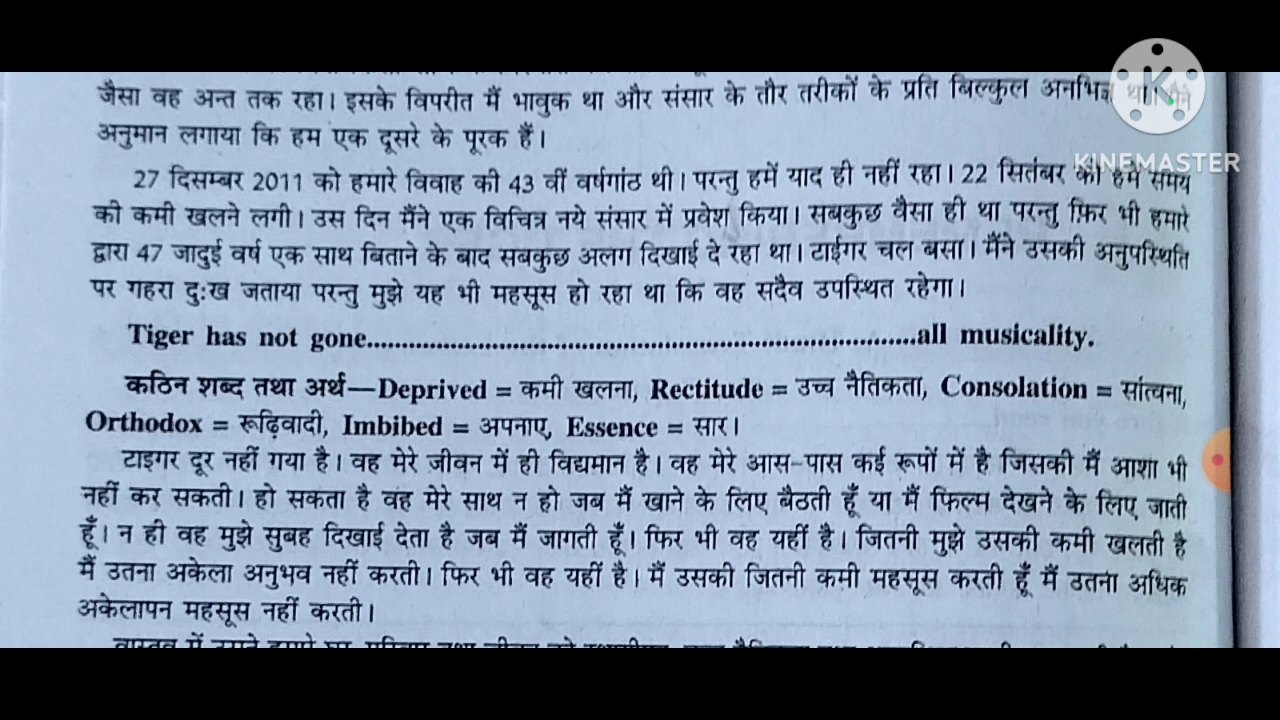 जैसा वह अन्त तक रहा। इसके विपरीत मैं भावुक था और संसार के तौर तरीकों के प्रति बिल्कुल अनभिज्ञ था। मैंने
अनुमान लगाया कि हम एक दूसरे के पूरक हैं।
KINEMASTER
27 दिसम्बर 2011 को हमारे विवाह की 43 वीं वर्षगांठ थी। परन्तु हमें याद ही नहीं रहा। 22 सितंबर को हमें समय
की कमी खलने लगी। उस दिन मैंने एक विचित्र नये संसार में प्रवेश किया। सबकुछ वैसा ही था परन्तु फ़िर भी हमारे
द्वारा 47 जादुई वर्ष एक साथ बिताने के बाद सबकुछ अलग दिखाई दे रहा था। टाईगर चल बसा। मैंने उसकी अनुपस्थिति
पर गहरा दुःख जताया परन्तु मुझे यह भी महसूस हो रहा था कि वह सदैव उपस्थित रहेगा।
Tiger has not gone...............................................................................all musicality.
कठिन शब्द तथा अर्थ—Deprived = कमी खलना, Rectitude = उच्च नैतिकता, Consolation = सांत्वना,
Orthodox = रूढ़िवादी, Imbibed = अपनाए, Essence = सार।
टाइगर दूर नहीं गया है। वह मेरे जीवन में ही विद्यमान है। वह मेरे आस-पास कई रूपों में है जिसकी मैं आशा भी
नहीं कर सकती। हो सकता है वह मेरे साथ न हो जब मैं खाने के लिए बैठती हूँ या मैं फिल्म देखने के लिए जाती
हूँ। न ही वह मुझे सुबह दिखाई देता है जब मैं जागती हूँ। फिर भी वह यहीं है। जितनी मुझे उसकी कमी खलती है
मैं उतना अकेला अनुभव नहीं करती। फिर भी वह यहीं है। मैं उसकी जितनी कमी महसूस करती हूँ मैं उतना अधिक
अकेलापन महसूस नहीं करती।